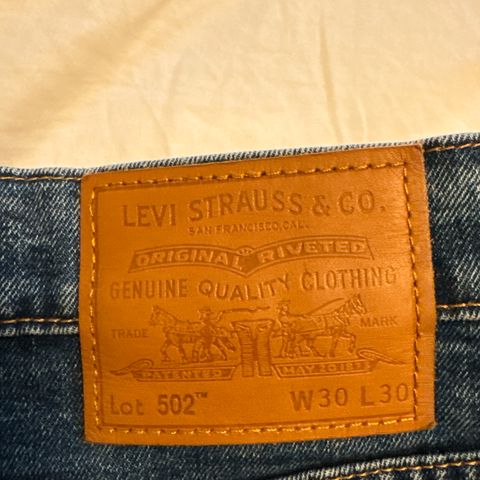 LEVI STRAUSS & CO.
SAN FRANCISCO, CAL.
ORIGINAL RIVETED
GENUINE QUALITY CLOTHING
TRADE MARK
PATENTED MAY 20 1873
Lot 502™ W30 L30